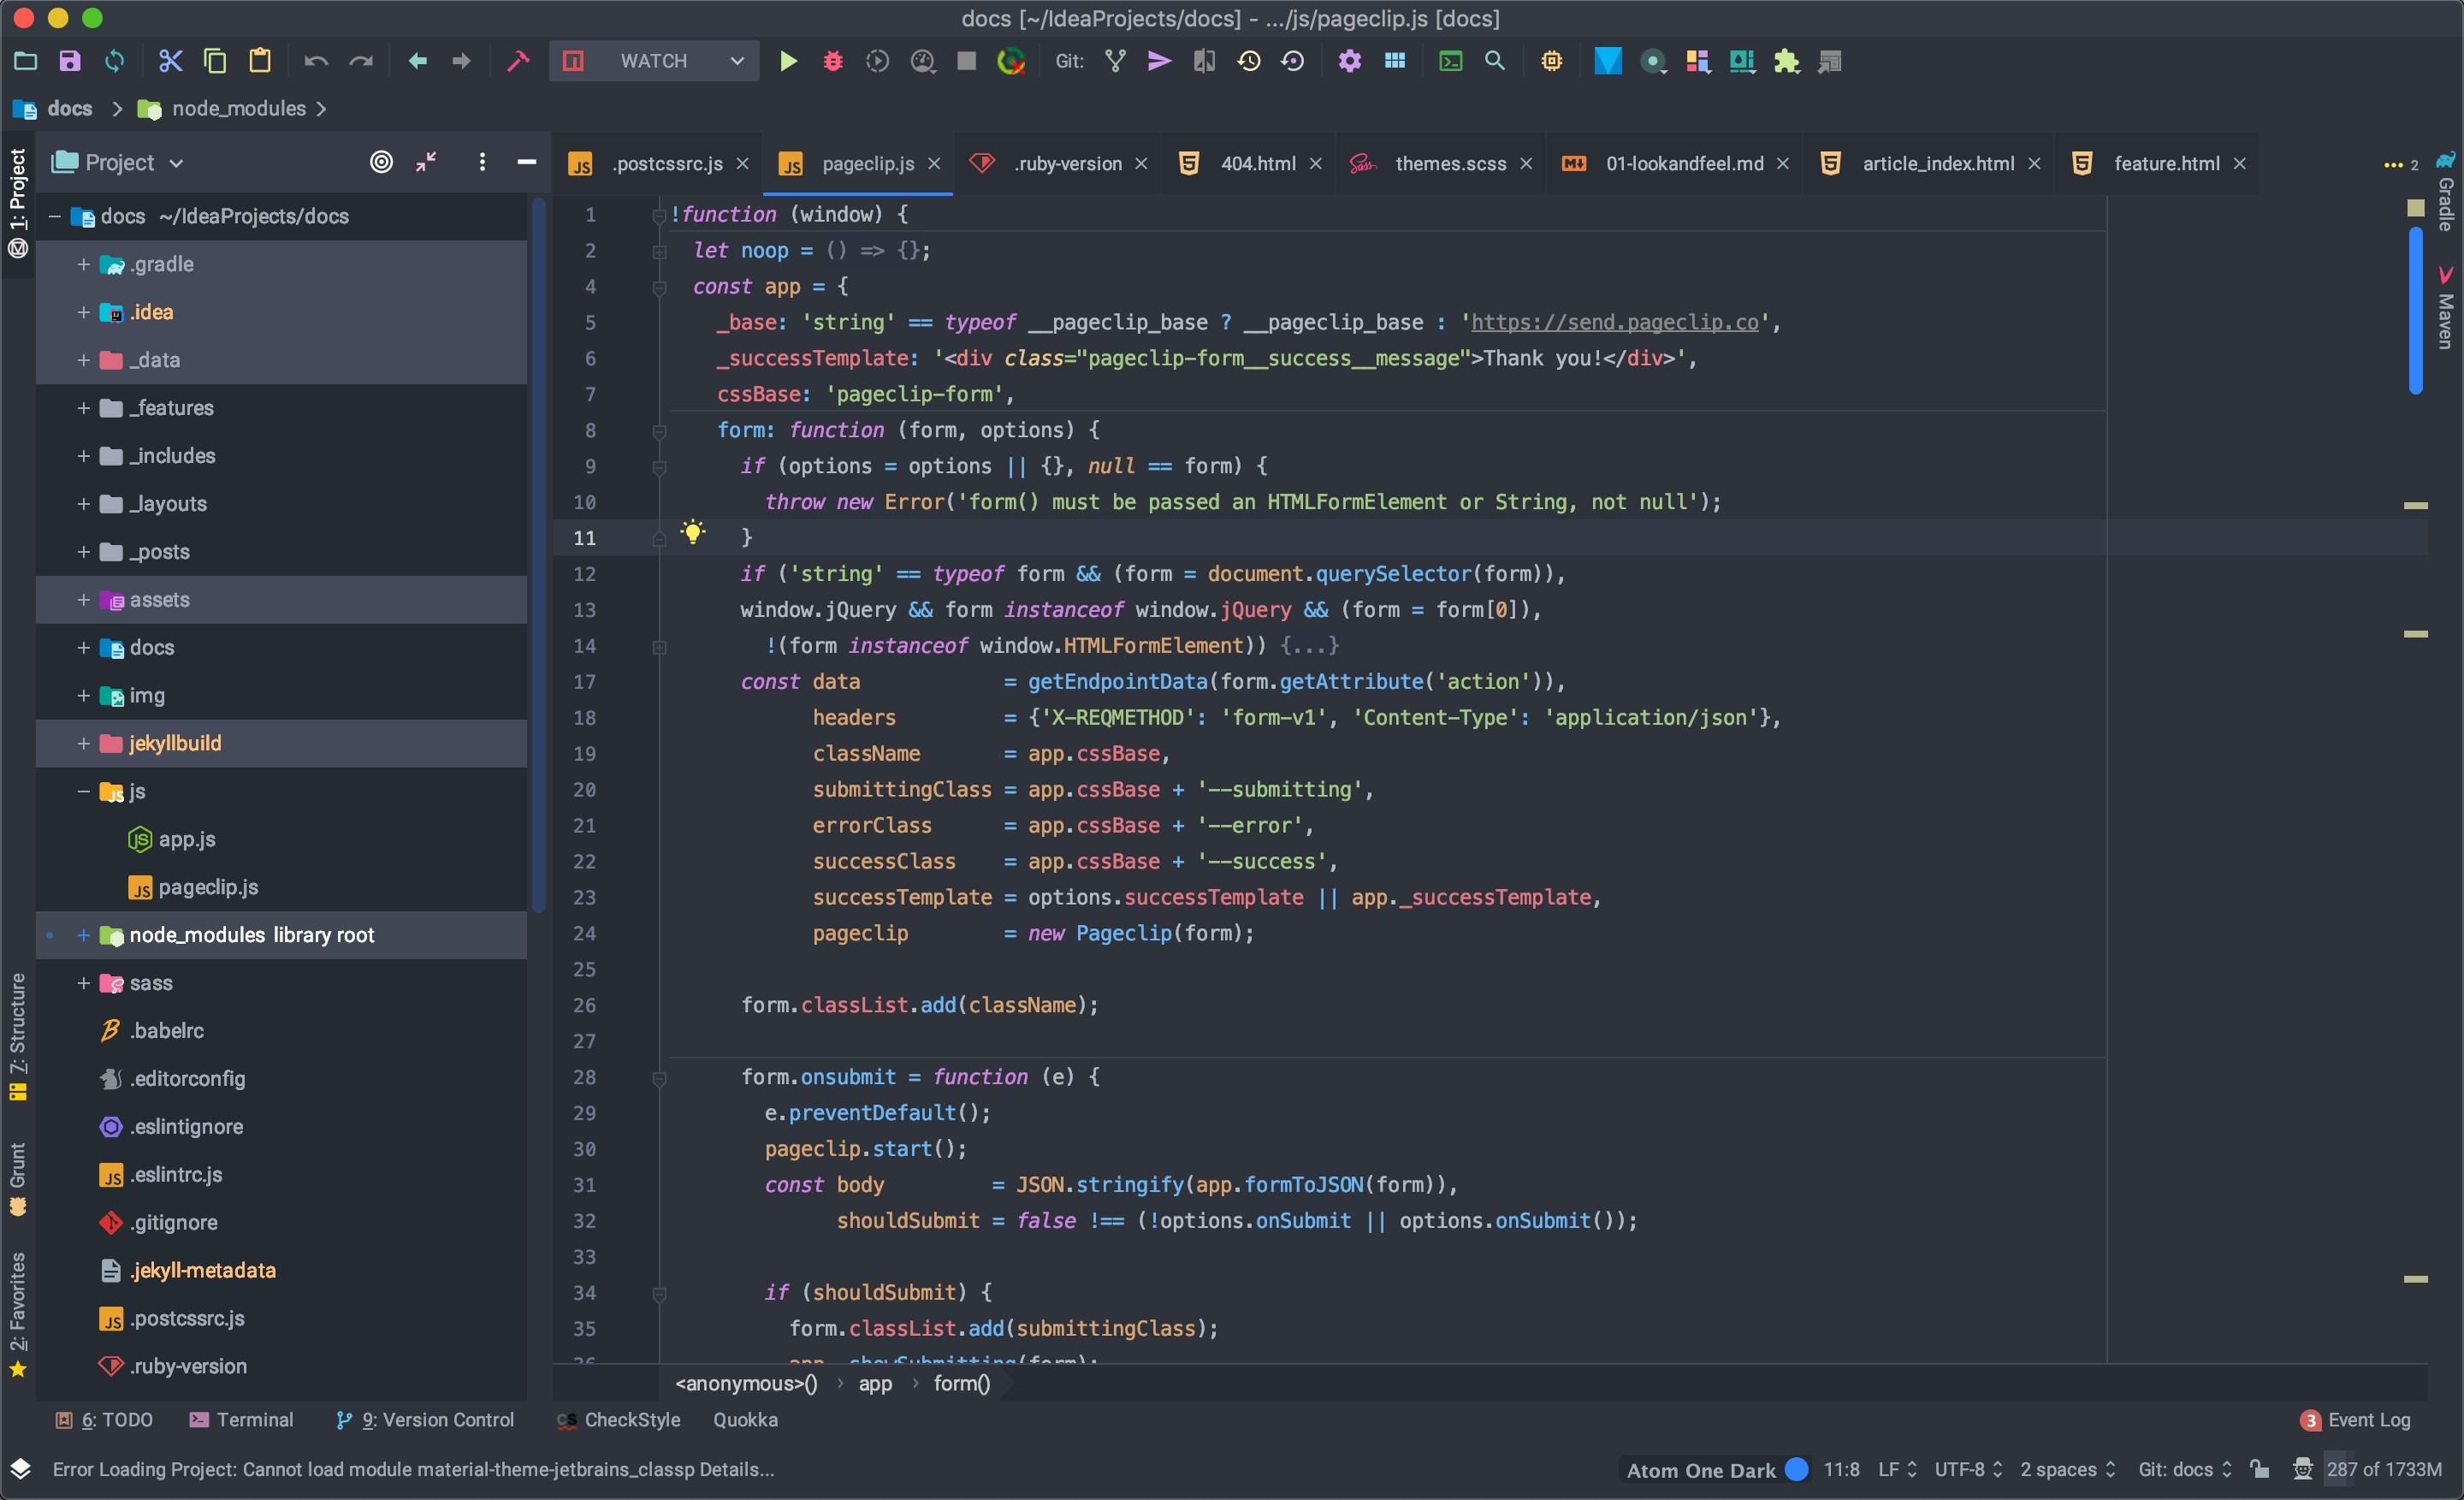 docs [~/IdeaProjects/docs] - .../js/pageclip.js [docs]
WATCH
Git:
docs
node_modules
1: Project
Project
.postcssrc.js
pageclip.js
.ruby-version
404.html
themes.scss
01-lookandfeel.md
article_index.html
feature.html
2
Gradle
Maven
docs ~/IdeaProjects/docs
.gradle
.idea
_data
_features
_includes
_layouts
_posts
assets
docs
img
jekyllbuild
js
app.js
pageclip.js
node_modules library root
sass
.babelrc
.editorconfig
.eslintignore
.eslintrc.js
.gitignore
.jekyll-metadata
.postcssrc.js
.ruby-version
7: Structure
Grunt
2: Favorites
1 !function (window) {
2 let noop = () => {};
4 const app = {
5 _base: 'string' == typeof __pageclip_base ? __pageclip_base : 'https://send.pageclip.co',
6 _successTemplate: '<div class="pageclip-form__success__message">Thank you!</div>',
7 cssBase: 'pageclip-form',
8 form: function (form, options) {
9 if (options = options || {}, null == form) {
10 throw new Error('form() must be passed an HTMLFormElement or String, not null');
11 }
12 if ('string' == typeof form && (form = document.querySelector(form)),
13 window.jQuery && form instanceof window.jQuery && (form = form[0]),
14 !(form instanceof window.HTMLFormElement)) {...}
17 const data = getEndpointData(form.getAttribute('action')),
18 headers = {'X-REQMETHOD': 'form-v1', 'Content-Type': 'application/json'},
19 className = app.cssBase,
20 submittingClass = app.cssBase + '--submitting',
21 errorClass = app.cssBase + '--error',
22 successClass = app.cssBase + '--success',
23 successTemplate = options.successTemplate || app._successTemplate,
24 pageclip = new Pageclip(form);
25
26 form.classList.add(className);
27
28 form.onsubmit = function (e) {
29 e.preventDefault();
30 pageclip.start();
31 const body = JSON.stringify(app.formToJSON(form)),
32 shouldSubmit = false !== (!options.onSubmit || options.onSubmit());
33
34 if (shouldSubmit) {
35 form.classList.add(submittingClass);
<anonymous>() › app › form()
6: TODO
Terminal
9: Version Control
CheckStyle
Quokka
3 Event Log
Error Loading Project: Cannot load module material-theme-jetbrains_classp Details...
Atom One Dark
11:8
LF
UTF-8
2 spaces
Git: docs
287 of 1733M